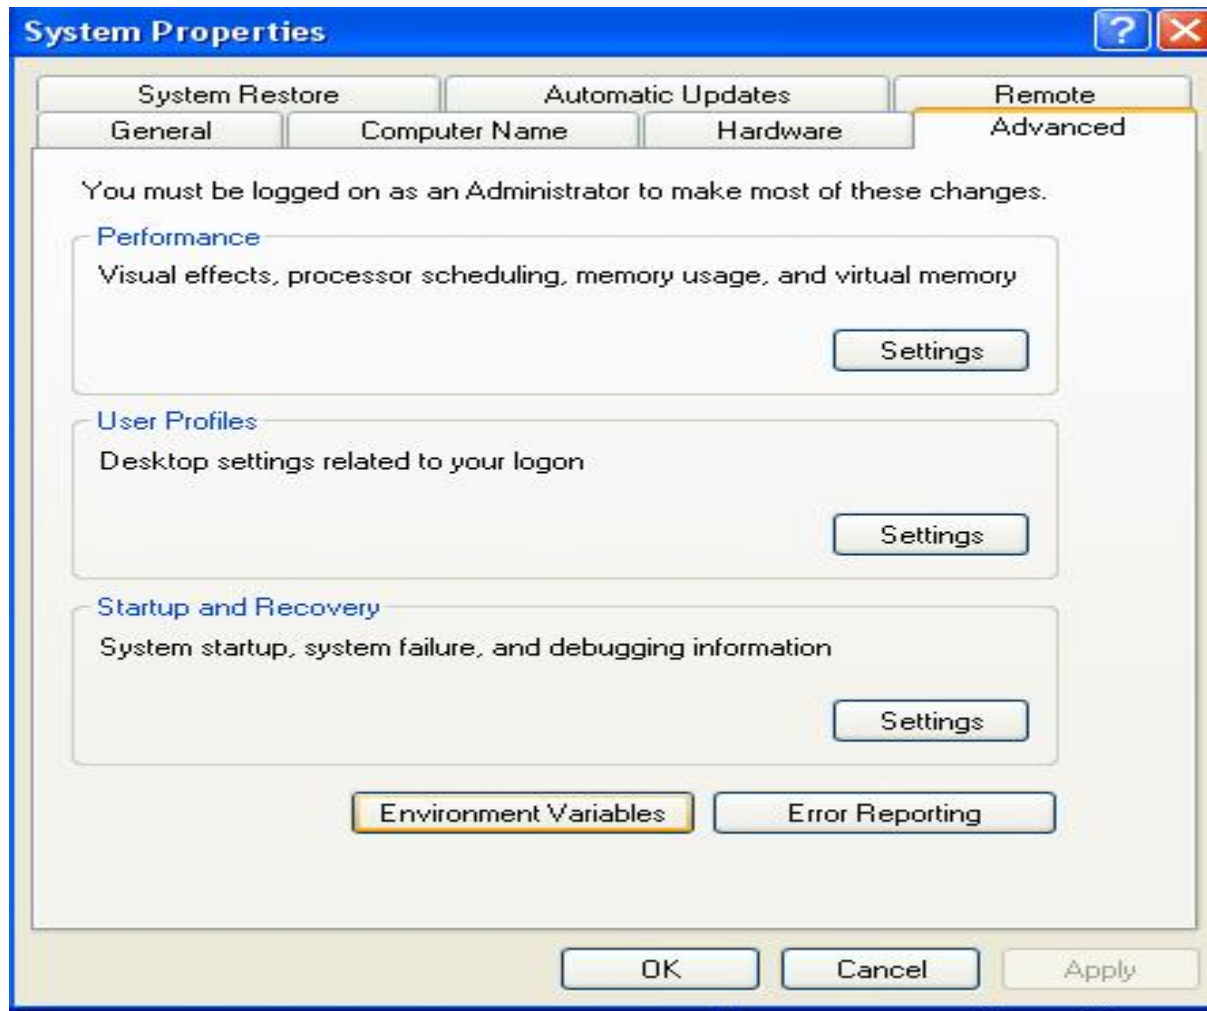 System Properties
?
System Restore Automatic Updates Remote
General Computer Name Hardware Advanced
You must be logged on as an Administrator to make most of these changes.
Performance
Visual effects, processor scheduling, memory usage, and virtual memory
Settings
User Profiles
Desktop settings related to your logon
Settings
Startup and Recovery
System startup, system failure, and debugging information
Settings
Environment Variables Error Reporting
OK Cancel Apply